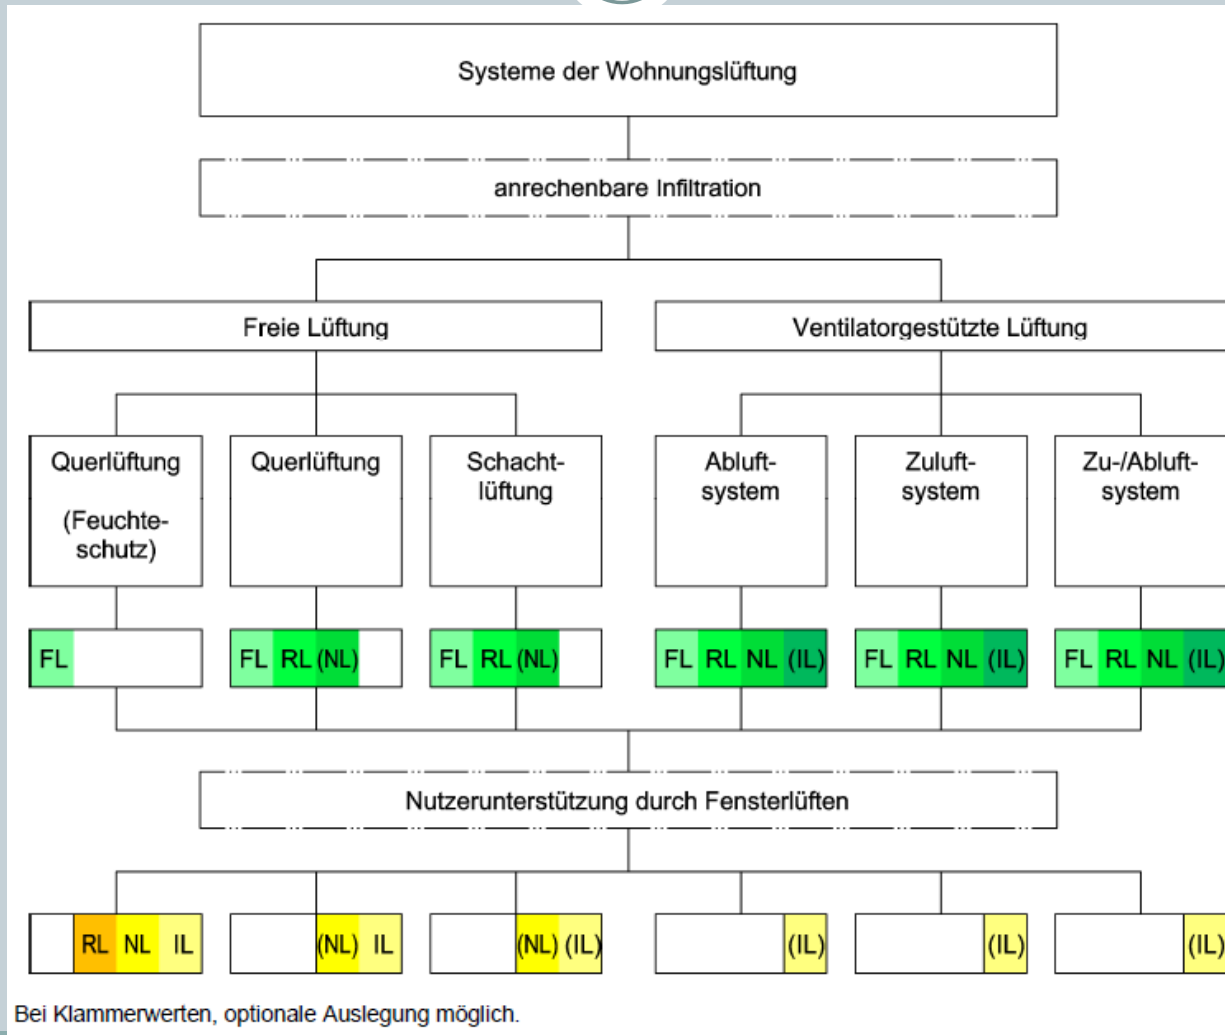 Systeme der Wohnungslüftung
anrechenbare Infiltration
Freie Lüftung
Ventilatorgestützte Lüftung
Querlüftung
(Feuchte-
schutz)
Querlüftung
Schacht-
lüftung
Abluft-
system
Zuluft-
system
Zu-/Abluft-
system
FL
FL RL (NL)
FL RL (NL)
FL RL NL (IL)
FL RL NL (IL)
FL RL NL (IL)
Nutzerunterstützung durch Fensterlüften
RL NL IL
(NL) IL
(NL) (IL)
(IL)
(IL)
(IL)
Bei Klammerwerten, optionale Auslegung möglich.